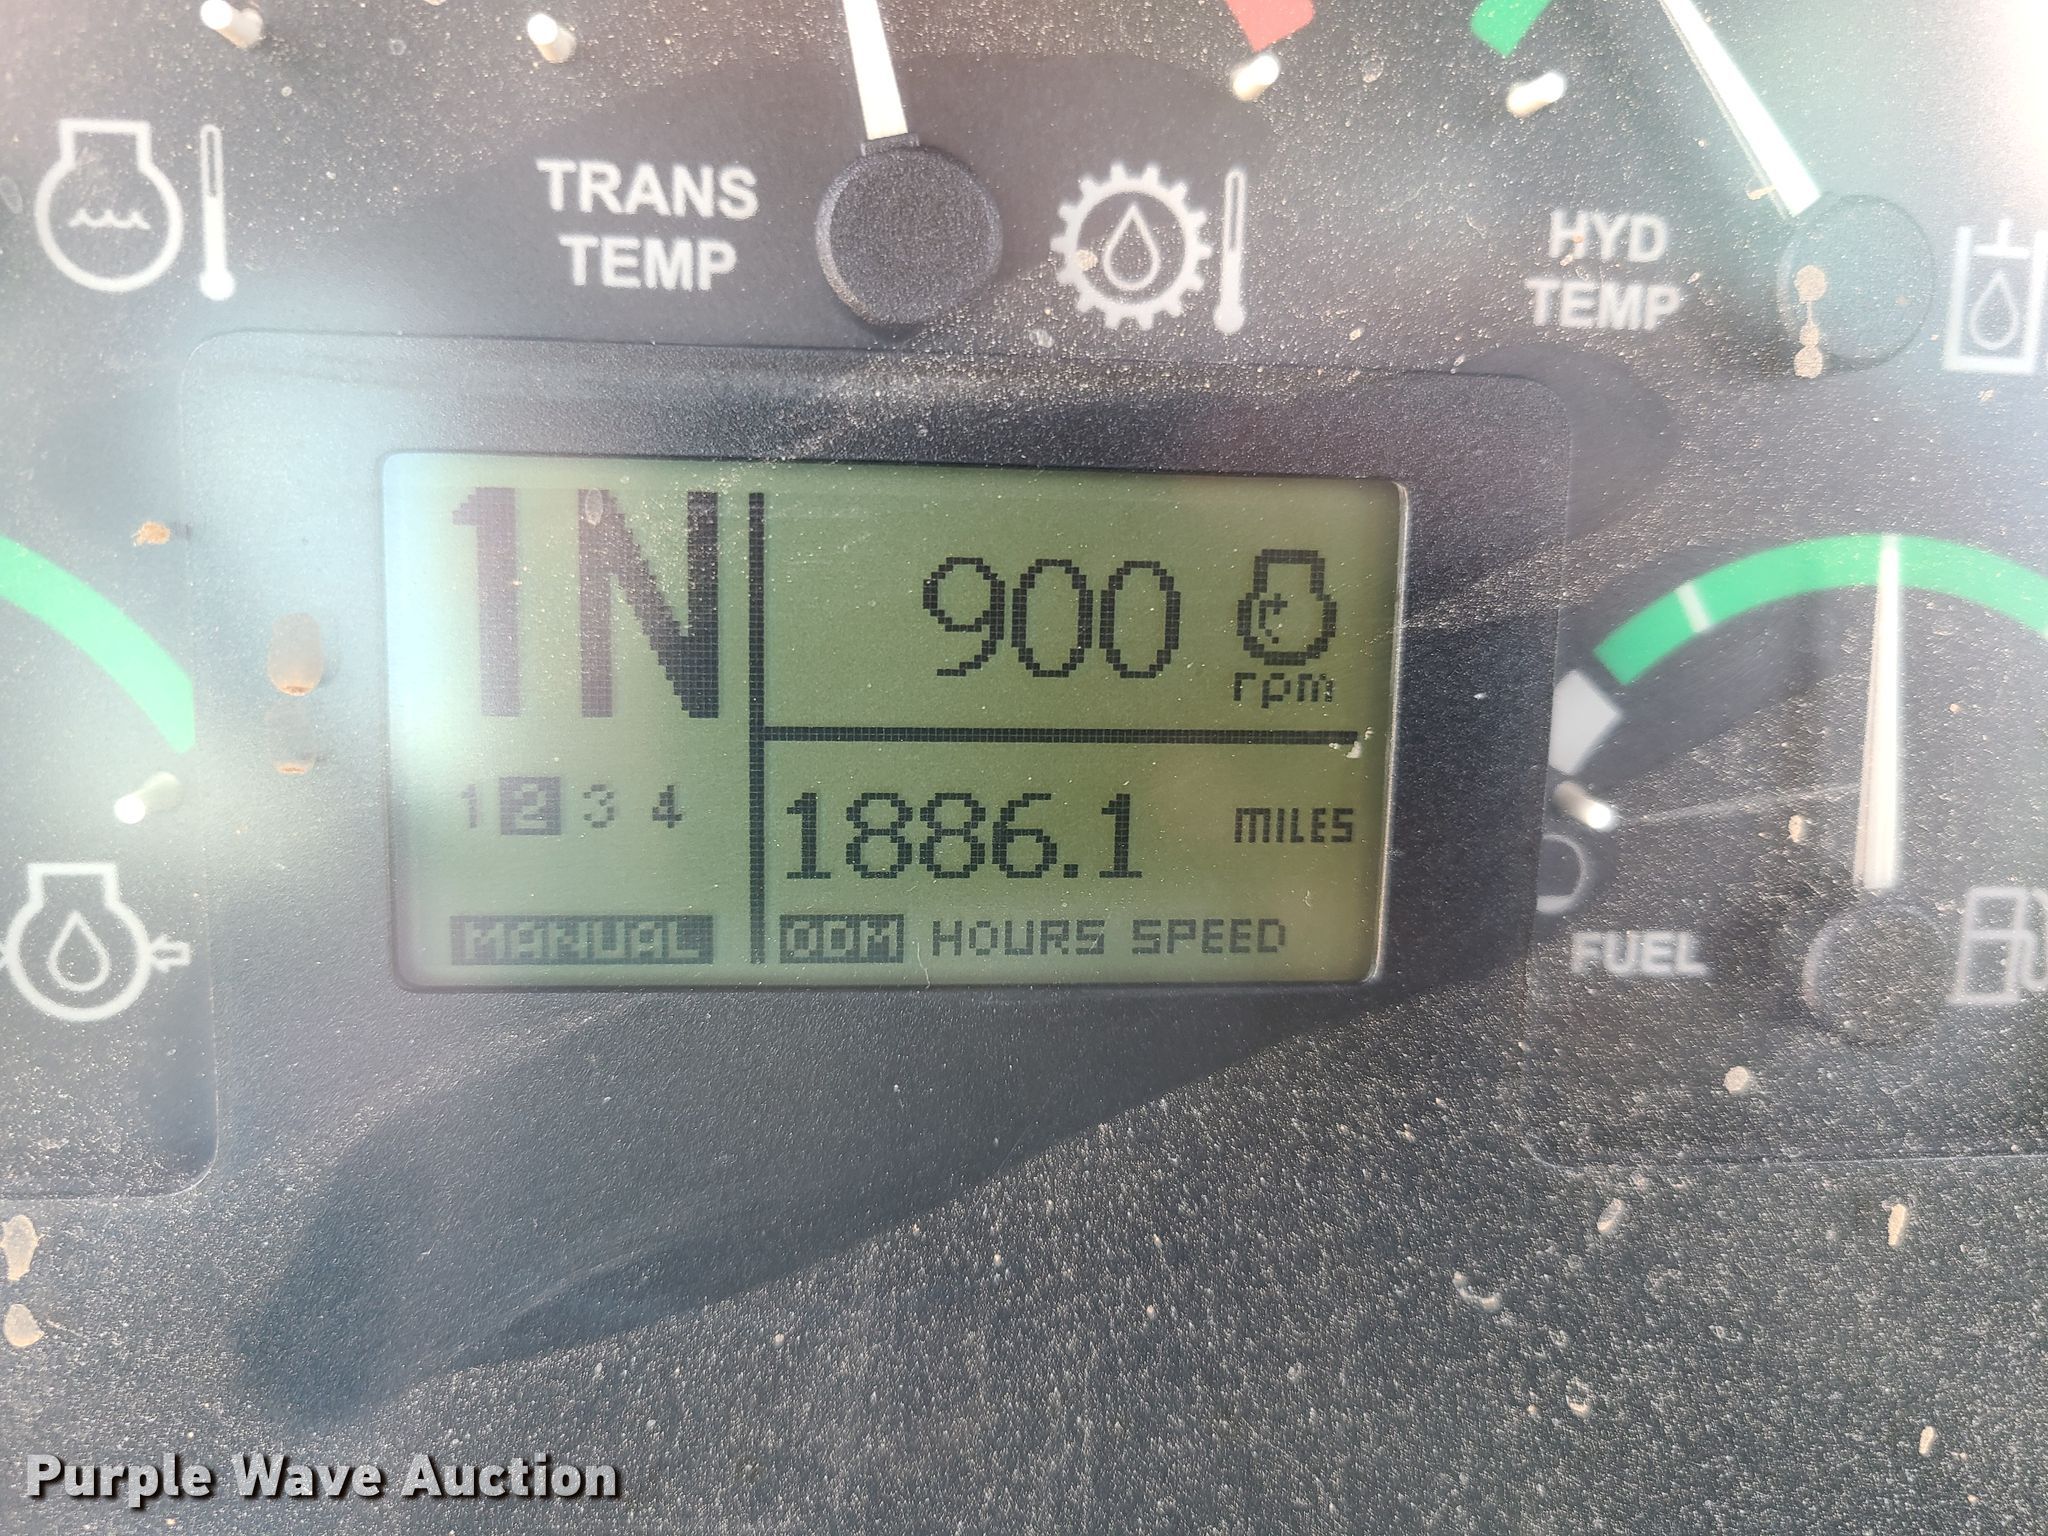 TRANS
TEMP
HYD
TEMP
1N
900
rpm
1 2 3 4
1886.1 MILES
MANUAL
ODM HOURS SPEED
FUEL
Purple Wave Auction